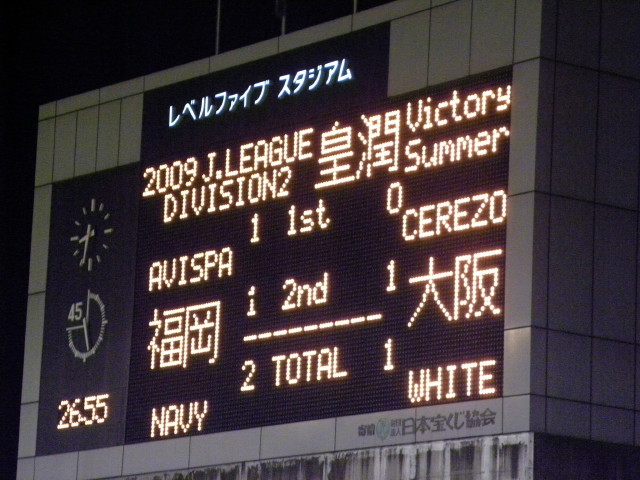 レベルファイブ スタジアム
2009 J.LEAGUE
DIVISION2
皇潤
Victory
Summer
1 1st 0
AVISPA
CEREZO
福岡
1 2nd 1
大阪
2 TOTAL 1
NAVY
WHITE
45
26:55
日本宝くじ協会